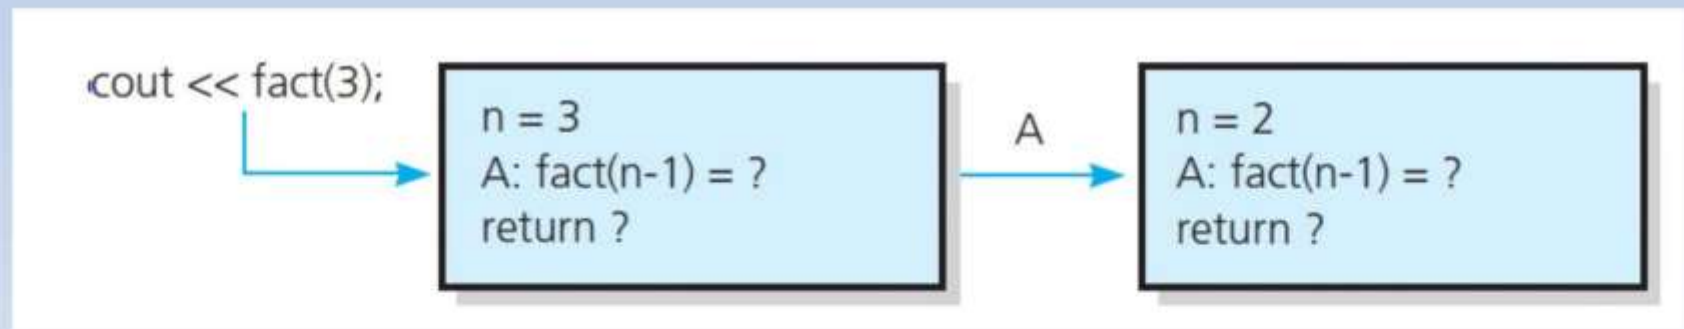 cout << fact(3);
n = 3
A: fact(n-1) = ?
return ?
A
n = 2
A: fact(n-1) = ?
return ?